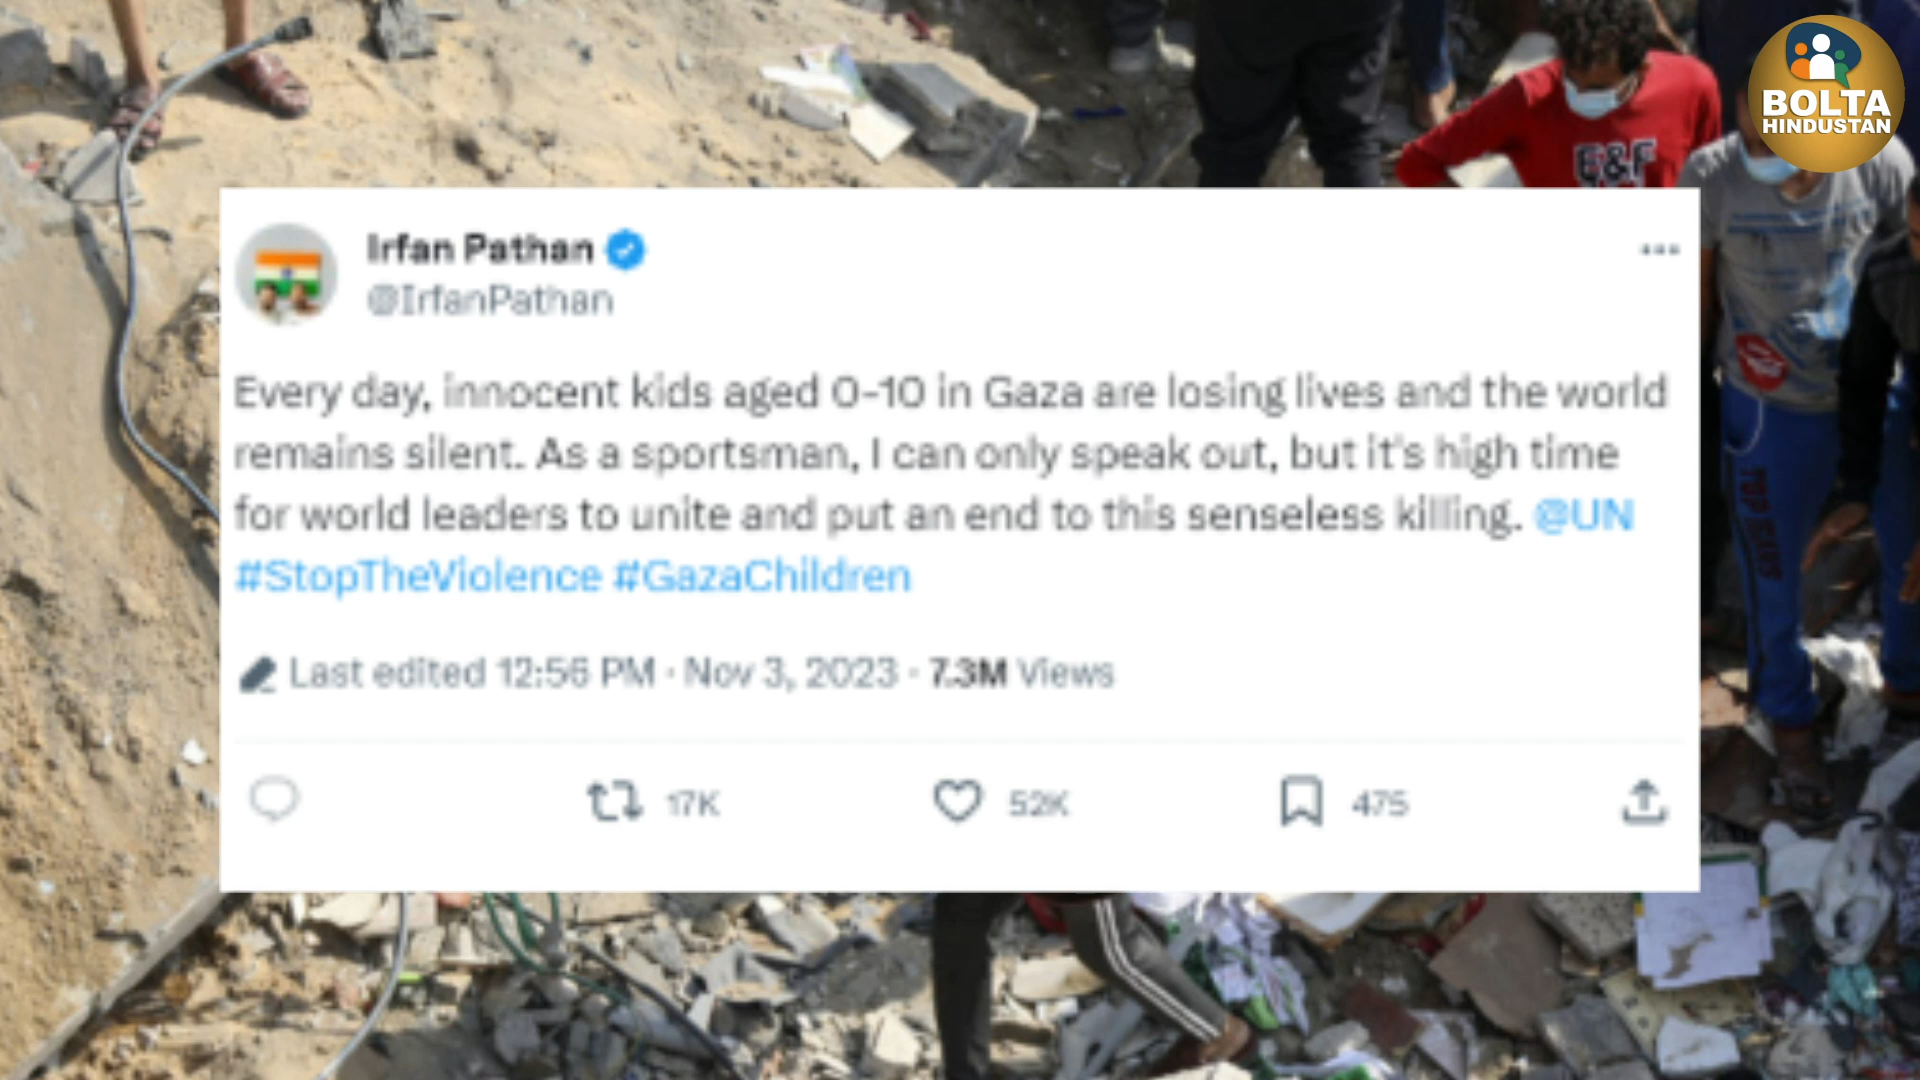 BOLTA
HINDUSTAN
E&F
Irfan Pathan
@IrfanPathan
Every day, innocent kids aged 0-10 in Gaza are losing lives and the world
remains silent. As a sportsman, I can only speak out, but it's high time
for world leaders to unite and put an end to this senseless killing. @UN
#StopTheViolence #GazaChildren
Last edited 12:56 PM · Nov 3, 2023 · 7.3M Views
17K 52K 475